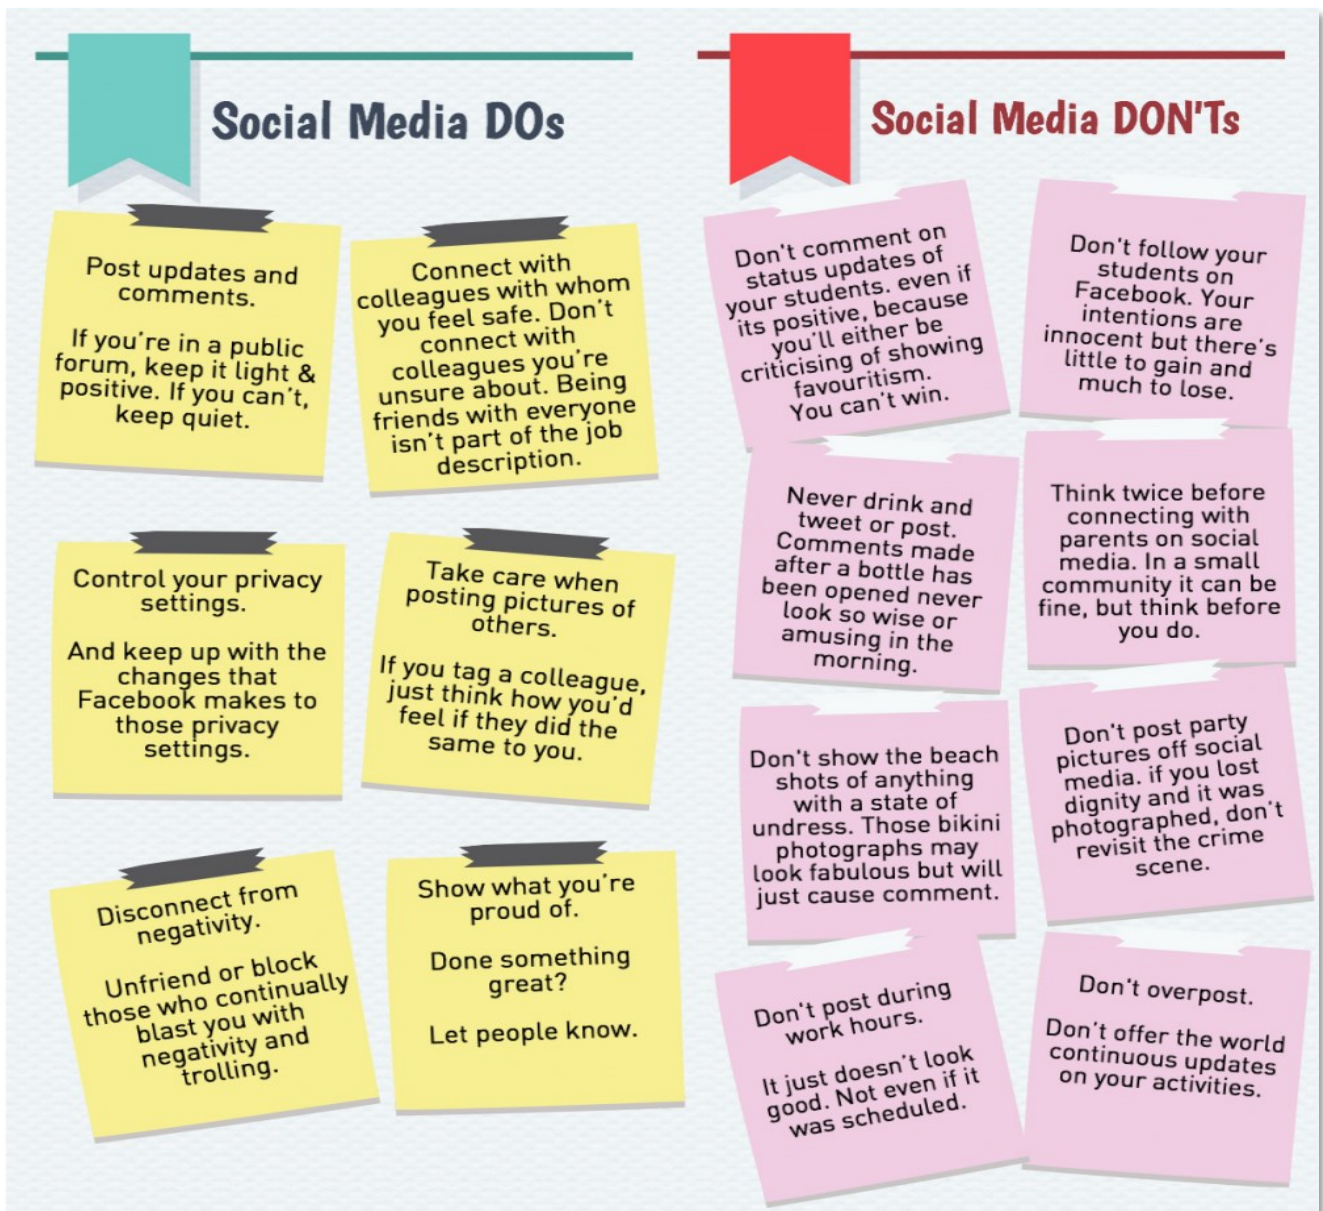 Social Media DOs
Post updates and
comments.
If you're in a public
forum, keep it light &
positive. If you can't,
keep quiet.
Connect with
colleagues with whom
you feel safe. Don't
connect with
colleagues you're
unsure about. Being
friends with everyone
isn't part of the job
description.
Control your privacy
settings.
And keep up with the
changes that
Facebook makes to
those privacy
settings.
Take care when
posting pictures of
others.
If you tag a colleague,
just think how you'd
feel if they did the
same to you.
Disconnect from
negativity.
Unfriend or block
those who continually
blast you with
negativity and
trolling.
Show what you're
proud of.
Done something
great?
Let people know.
Social Media DON'Ts
Don't comment on
status updates of
your students. even if
its positive, because
you'll either be
criticising of showing
favouritism.
You can't win.
Don't follow your
students on
Facebook. Your
intentions are
innocent but there's
little to gain and
much to lose.
Never drink and
tweet or post.
Comments made
after a bottle has
been opened never
look so wise or
amusing in the
morning.
Think twice before
connecting with
parents on social
media. In a small
community it can be
fine, but think before
you do.
Don't show the beach
shots of anything
with a state of
undress. Those bikini
photographs may
look fabulous but will
just cause comment.
Don't post party
pictures off social
media. if you lost
dignity and it was
photographed, don't
revisit the crime
scene.
Don't post during
work hours.
It just doesn't look
good. Not even if it
was scheduled.
Don't overpost.
Don't offer the world
continuous updates
on your activities.